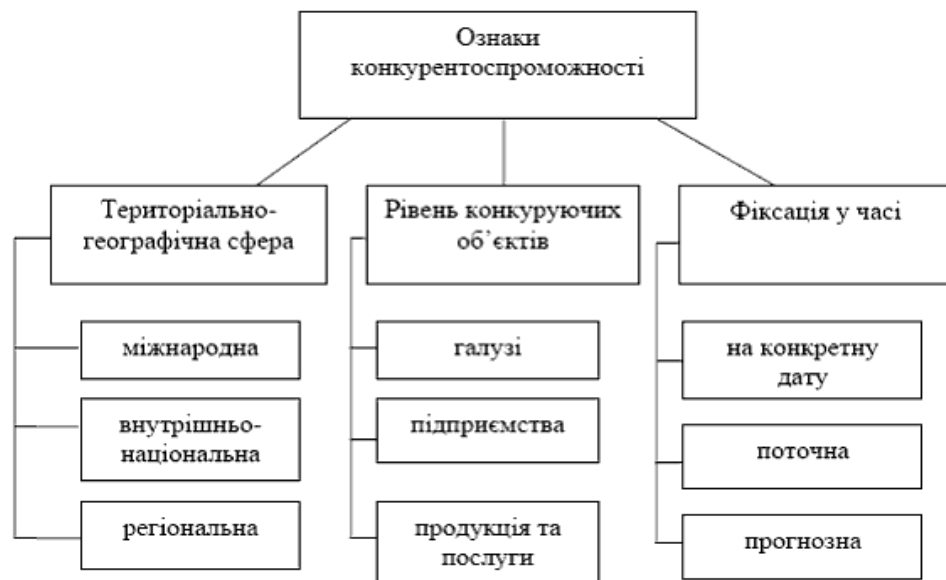 Ознаки
конкурентоспроможності
Територіально-
географічна сфера
міжнародна
внутрішньо-
національна
регіональна
Рівень конкуруючих
об’єктів
галузі
підприємства
продукція та
послуги
Фіксація у часі
на конкретну
дату
поточна
прогнозна